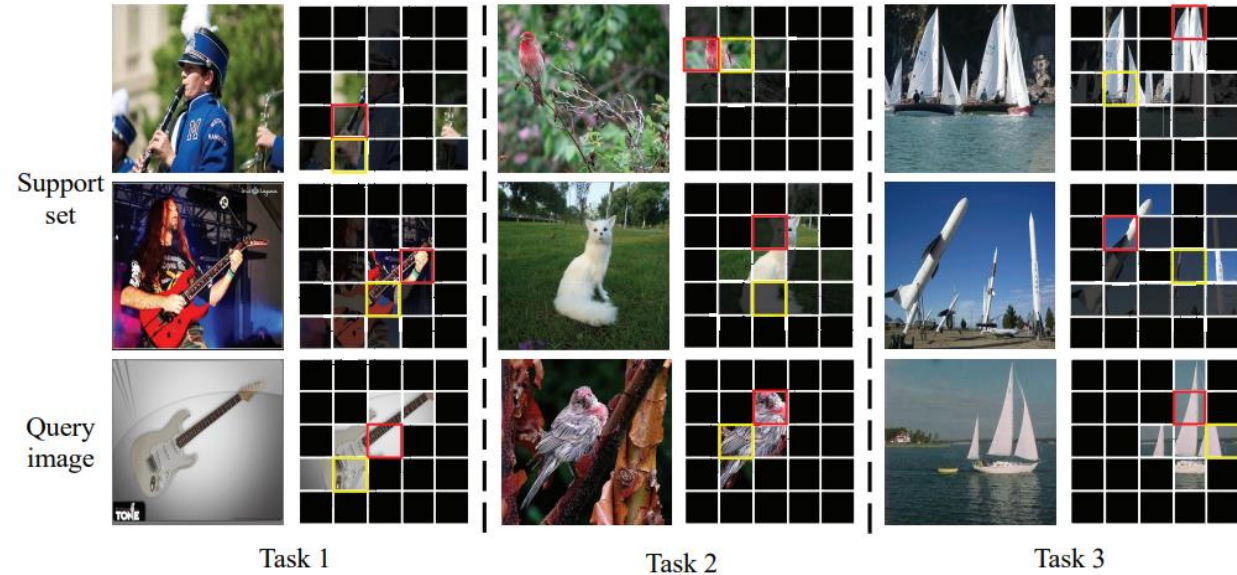 Support
set
Query
image
TONE
Task 1
Task 2
Task 3